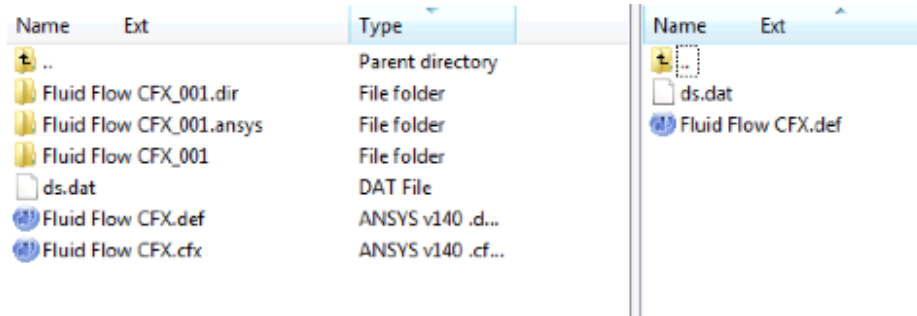 Name Ext Type
.. Parent directory
Fluid Flow CFX_001.dir File folder
Fluid Flow CFX_001.ansys File folder
Fluid Flow CFX_001 File folder
ds.dat DAT File
Fluid Flow CFX.def ANSYS v140 .d...
Fluid Flow CFX.cfx ANSYS v140 .cf...
Name Ext
..
ds.dat
Fluid Flow CFX.def